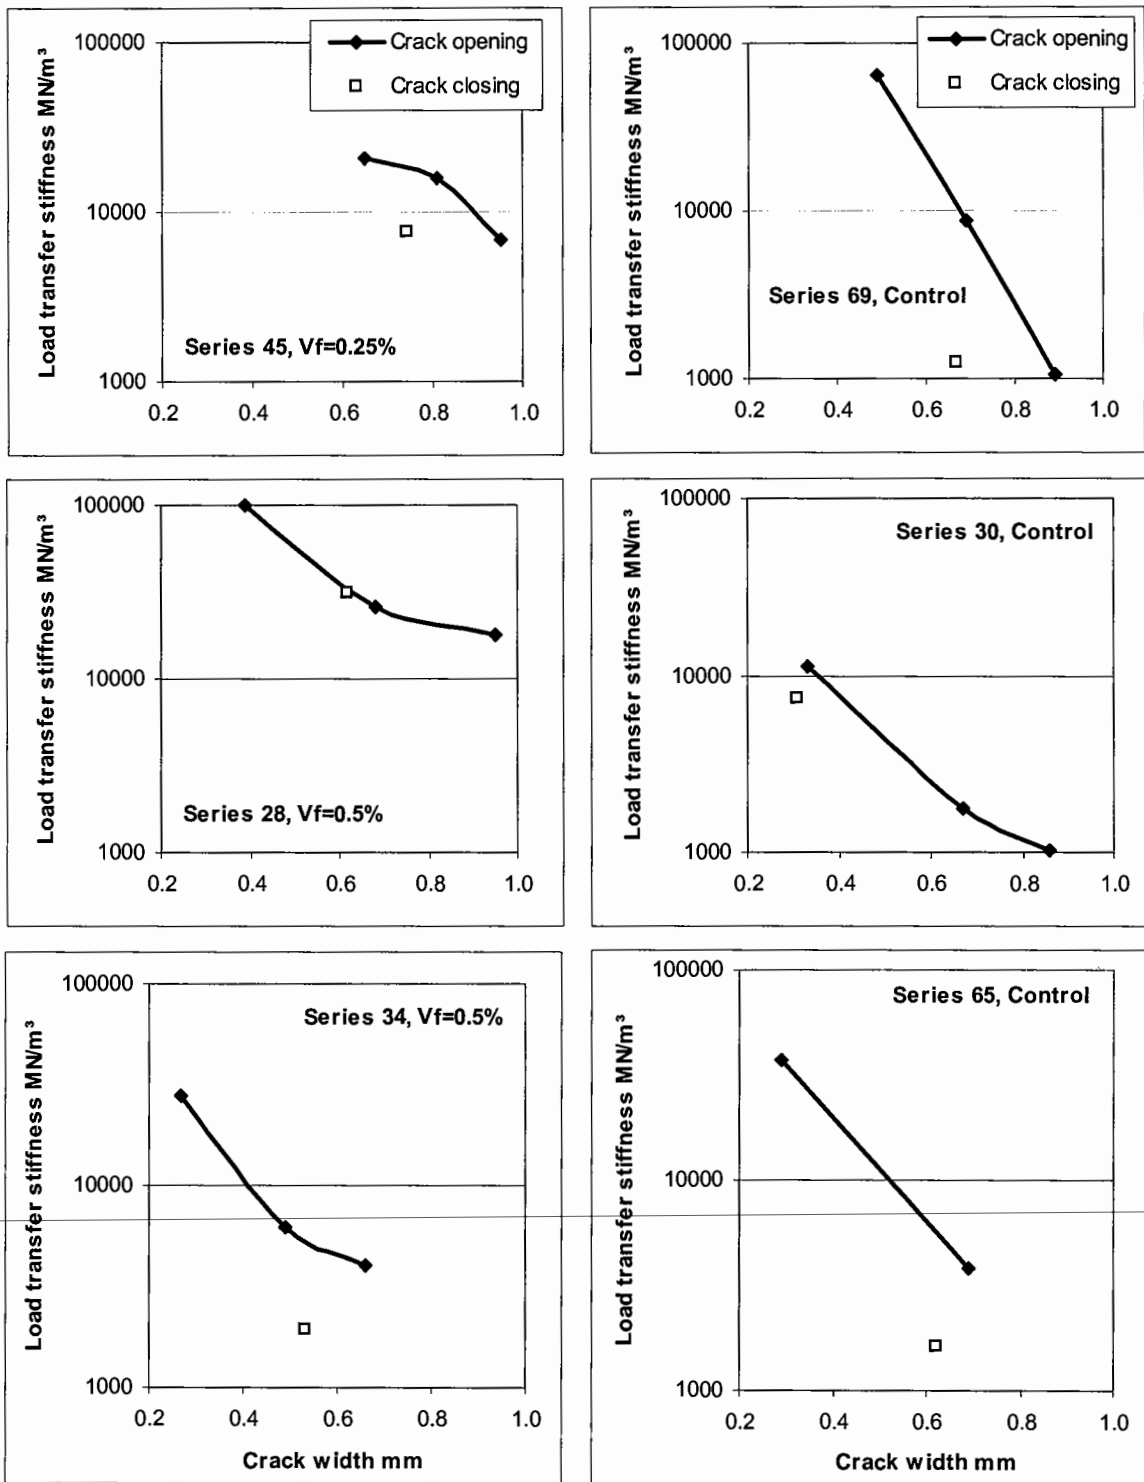 Load transfer stiffness MN/m³
100000
10000
1000
0.2 0.4 0.6 0.8 1.0
Crack opening
Crack closing
Series 45, Vf=0.25%
Load transfer stiffness MN/m³
100000
10000
1000
0.2 0.4 0.6 0.8 1.0
Crack opening
Crack closing
Series 69, Control
Load transfer stiffness MN/m³
100000
10000
1000
0.2 0.4 0.6 0.8 1.0
Series 28, Vf=0.5%
Load transfer stiffness MN/m³
100000
10000
1000
0.2 0.4 0.6 0.8 1.0
Series 30, Control
Load transfer stiffness MN/m³
100000
10000
1000
0.2 0.4 0.6 0.8 1.0
Crack width mm
Series 34, Vf=0.5%
Load transfer stiffness MN/m³
100000
10000
1000
0.2 0.4 0.6 0.8 1.0
Crack width mm
Series 65, Control